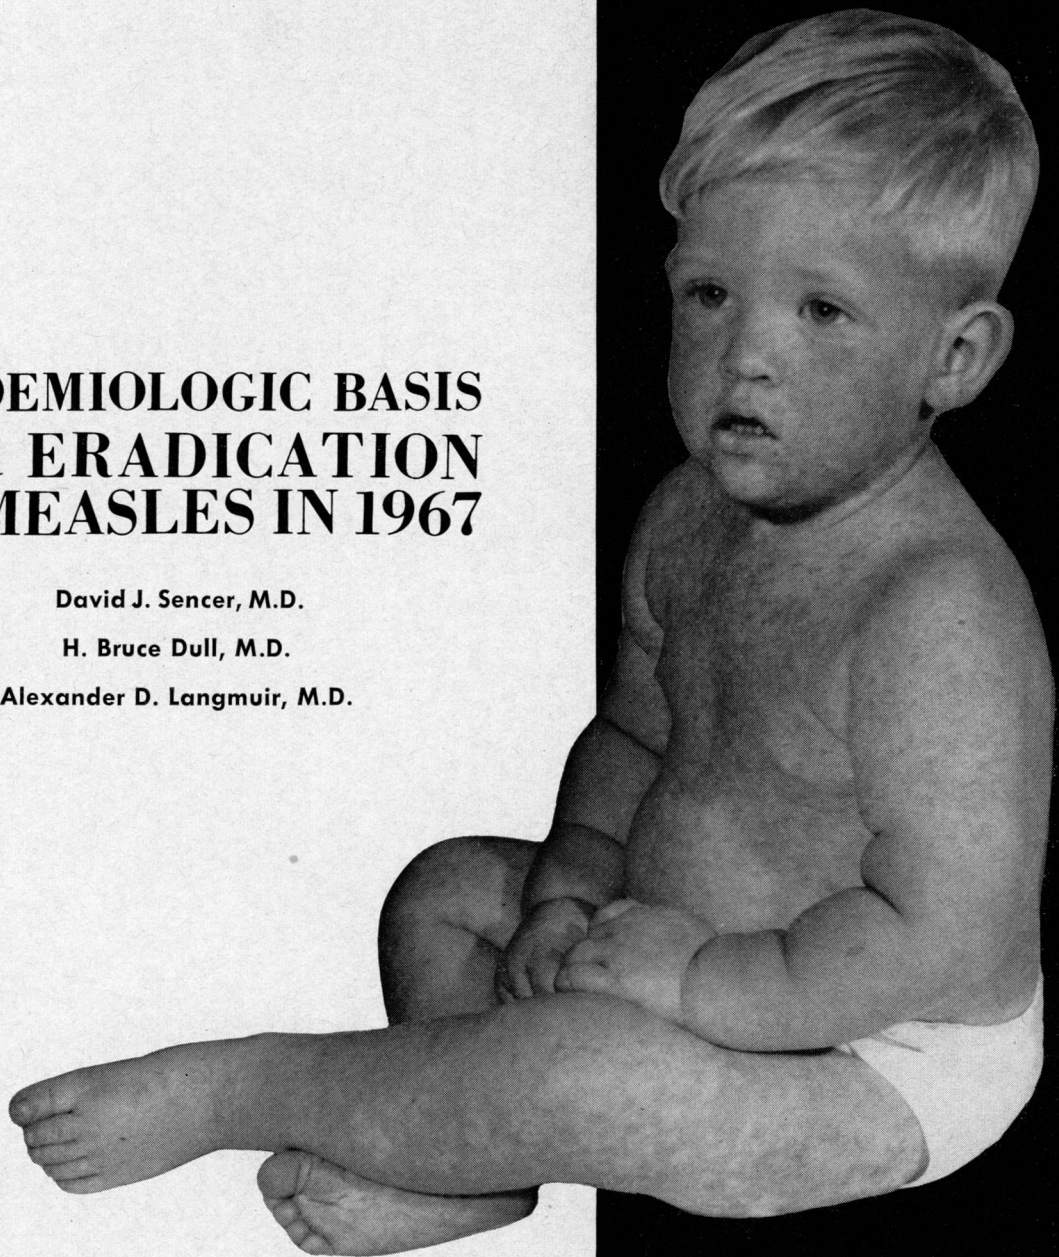 DEMIOLOGIC BASIS
ERADICATION
MEASLES IN 1967
David J. Sencer, M.D.
H. Bruce Dull, M.D.
Alexander D. Langmuir, M.D.